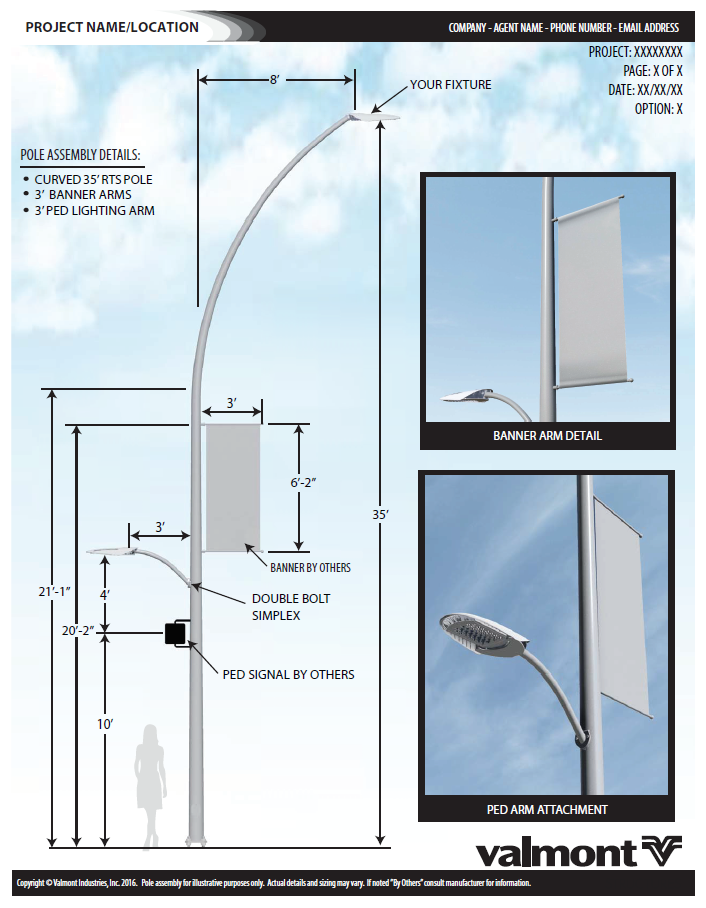 PROJECT NAME/LOCATION
COMPANY - AGENT NAME - PHONE NUMBER - EMAIL ADDRESS
PROJECT: XXXXXXXX
PAGE: X OF X
DATE: XX/XX/XX
OPTION: X
8'
YOUR FIXTURE
POLE ASSEMBLY DETAILS:
• CURVED 35' RTS POLE
• 3' BANNER ARMS
• 3' PED LIGHTING ARM
3'
6'-2"
35'
3'
BANNER BY OTHERS
21'-1"
4'
DOUBLE BOLT
SIMPLEX
20'-2"
PED SIGNAL BY OTHERS
10'
BANNER ARM DETAIL
PED ARM ATTACHMENT
valmont
Copyright © Valmont Industries, Inc. 2016. Pole assembly for illustrative purposes only. Actual details and sizing may vary. If noted "By Others" consult manufacturer for information.